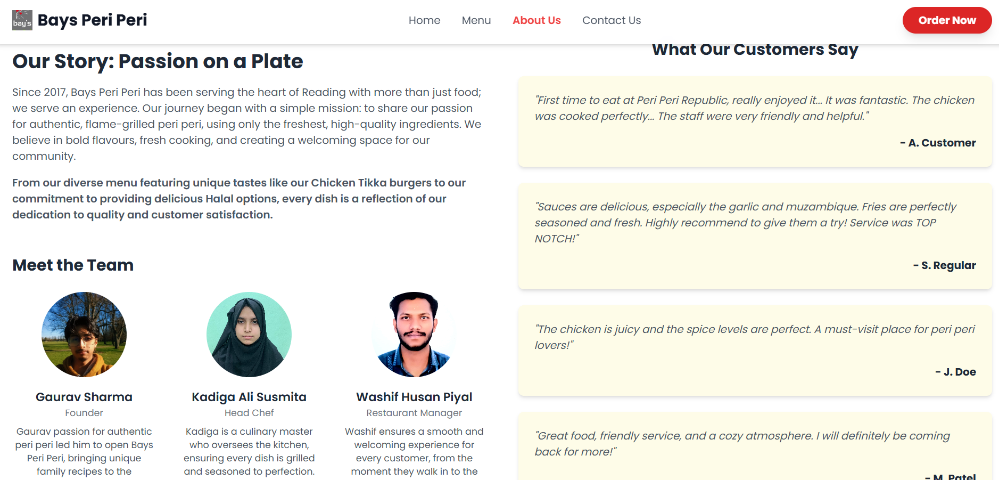 bay's
Bays Peri Peri
Home
Menu
About Us
Contact Us
Order Now
Our Story: Passion on a Plate
Since 2017, Bays Peri Peri has been serving the heart of Reading with more than just food;
we serve an experience. Our journey began with a simple mission: to share our passion
for authentic, flame-grilled peri peri, using only the freshest, high-quality ingredients. We
believe in bold flavours, fresh cooking, and creating a welcoming space for our
community.
From our diverse menu featuring unique tastes like our Chicken Tikka burgers to our
commitment to providing delicious Halal options, every dish is a reflection of our
dedication to quality and customer satisfaction.
Meet the Team
Gaurav Sharma
Founder
Gaurav passion for authentic
peri peri led him to open Bays
Peri Peri, bringing unique
family recipes to the
Kadiga Ali Susmita
Head Chef
Kadiga is a culinary master
who oversees the kitchen,
ensuring every dish is grilled
and seasoned to perfection.
Washif Husan Piyal
Restaurant Manager
Washif ensures a smooth and
welcoming experience for
every customer, from the
moment they walk in to the
What Our Customers Say
"First time to eat at Peri Peri Republic, really enjoyed it... It was fantastic. The chicken
was cooked perfectly... The staff were very friendly and helpful."
- A. Customer
"Sauces are delicious, especially the garlic and muzambique. Fries are perfectly
seasoned and fresh. Highly recommend to give them a try! Service was TOP
NOTCH!"
- S. Regular
"The chicken is juicy and the spice levels are perfect. A must-visit place for peri peri
lovers!"
- J. Doe
"Great food, friendly service, and a cozy atmosphere. I will definitely be coming
back for more!"
- M. Patel